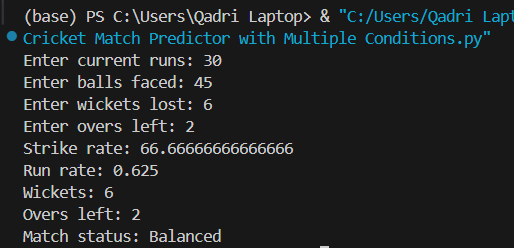 (base) PS C:\Users\Qadri Laptop> & "C:/Users/Qadri Lapt
Cricket Match Predictor with Multiple Conditions.py"
Enter current runs: 30
Enter balls faced: 45
Enter wickets lost: 6
Enter overs left: 2
Strike rate: 66.66666666666666
Run rate: 0.625
Wickets: 6
Overs left: 2
Match status: Balanced